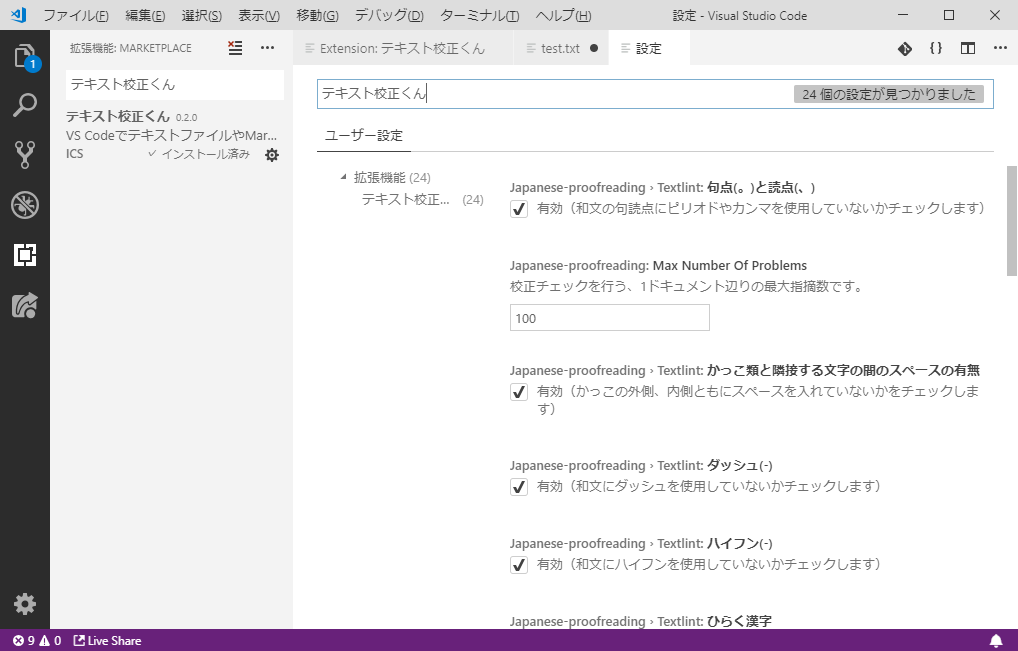 ファイル(F) 編集(E) 選択(S) 表示(V) 移動(G) デバッグ(D) ターミナル(T) ヘルプ(H) 設定 - Visual Studio Code
拡張機能: MARKETPLACE
Extension: テキスト校正くん
test.txt
設定
1
テキスト校正くん
テキスト校正くん 0.2.0
VS CodeでテキストファイルやMar...
ICS
インストール済み
テキスト校正くん
24 個の設定が見つかりました
ユーザー設定
拡張機能 (24)
テキスト校正... (24)
Japanese-proofreading › Textlint: 句点(。)と読点(、)
有効（和文の句読点にピリオドやカンマを使用していないかチェックします）
Japanese-proofreading: Max Number Of Problems
校正チェックを行う、1ドキュメント辺りの最大指摘数です。
100
Japanese-proofreading › Textlint: かっこ類と隣接する文字の間のスペースの有無
有効（かっこの外側、内側ともにスペースを入れていないかをチェックしま
す）
Japanese-proofreading › Textlint: ダッシュ(-)
有効（和文にダッシュを使用していないかチェックします）
Japanese-proofreading › Textlint: ハイフン(-)
有効（和文にハイフンを使用していないかチェックします）
Japanese-proofreading › Textlint: ひらく漢字
9 0 Live Share